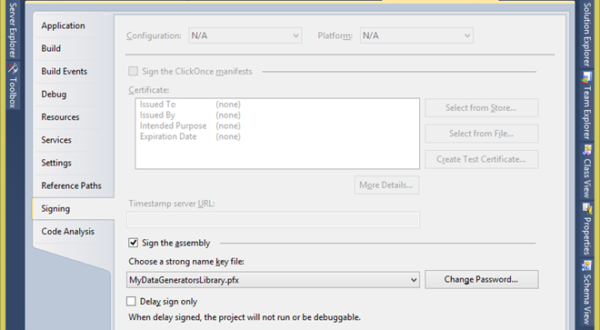 Server Explorer
Toolbox
Application
Build
Build Events
Debug
Resources
Services
Settings
Reference Paths
Signing
Code Analysis
Configuration: N/A Platform: N/A
Sign the ClickOnce manifests
Certificate:
Issued To (none)
Issued By (none)
Intended Purpose (none)
Expiration Date (none)
Select from Store...
Select from File...
Create Test Certificate...
More Details...
Timestamp server URL:
Sign the assembly
Choose a strong name key file:
MyDataGeneratorsLibrary.pfx Change Password...
Delay sign only
When delay signed, the project will not run or be debuggable.
Solution Explorer
Team Explorer
Class View
Properties
Schema View